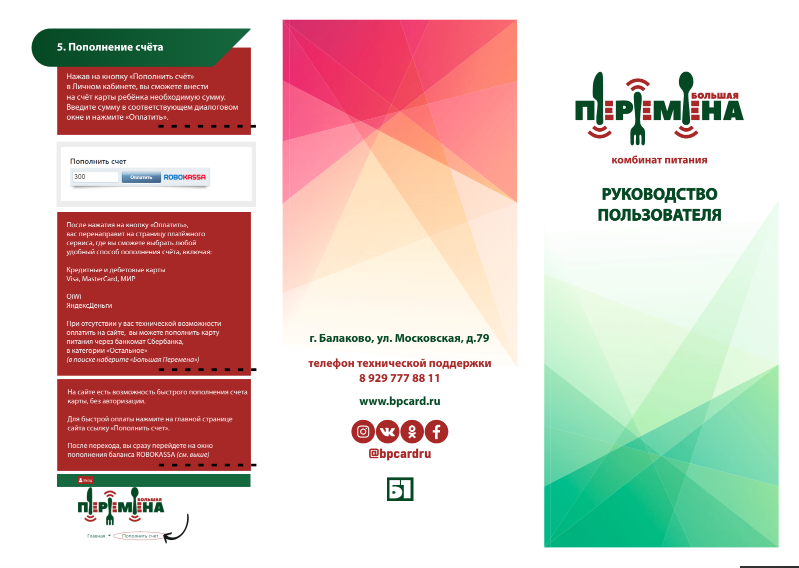 5. Пополнение счёта
Нажав на кнопку «Пополнить счёт»
в Личном кабинете, вы сможете внести
на счёт карты ребёнка необходимую сумму.
Введите сумму в соответствующем диалоговом
окне и нажмите «Оплатить».
Пополнить счет
300 Оплатить ROBOKASSA
После нажатия на кнопку «Оплатить»,
вас перенаправит на страницу платёжного
сервиса, где вы сможете выбрать любой
удобный способ пополнения счёта, включая:
Кредитные и дебетовые карты
Visa, MasterCard, МИР
QIWI
ЯндексДеньги
При отсутствии у вас технической возможности
оплатить на сайте, вы можете пополнить карту
питания через банкомат Сбербанка,
в категории «Остальное»
(в поиске наберите «Большая Перемена»)
На сайте есть возможность быстрого пополнения счета
карты, без авторизации.
Для быстрой оплаты нажмите на главной странице
сайта ссылку «Пополнить счет».
После перехода, вы сразу перейдете на окно
пополнения баланса ROBOKASSA (см. выше)
Вход
БОЛЬШАЯ
ПЕРЕМЕНА
Главная Пополнить счет
г. Балаково, ул. Московская, д.79
телефон технической поддержки
8 929 777 88 11
www.bpcard.ru
@bpcardru
БП
БОЛЬШАЯ
ПЕРЕМЕНА
комбинат питания
РУКОВОДСТВО
ПОЛЬЗОВАТЕЛЯ